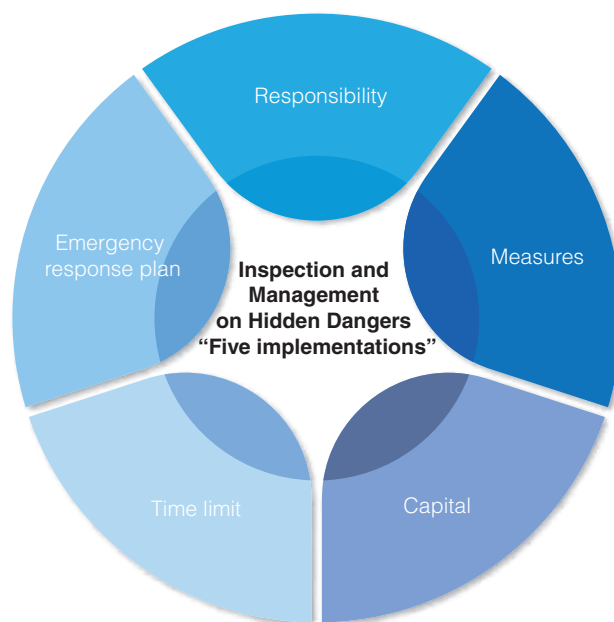 Responsibility
Measures
Emergency
response plan
Inspection and
Management
on Hidden Dangers
“Five implementations”
Time limit
Capital